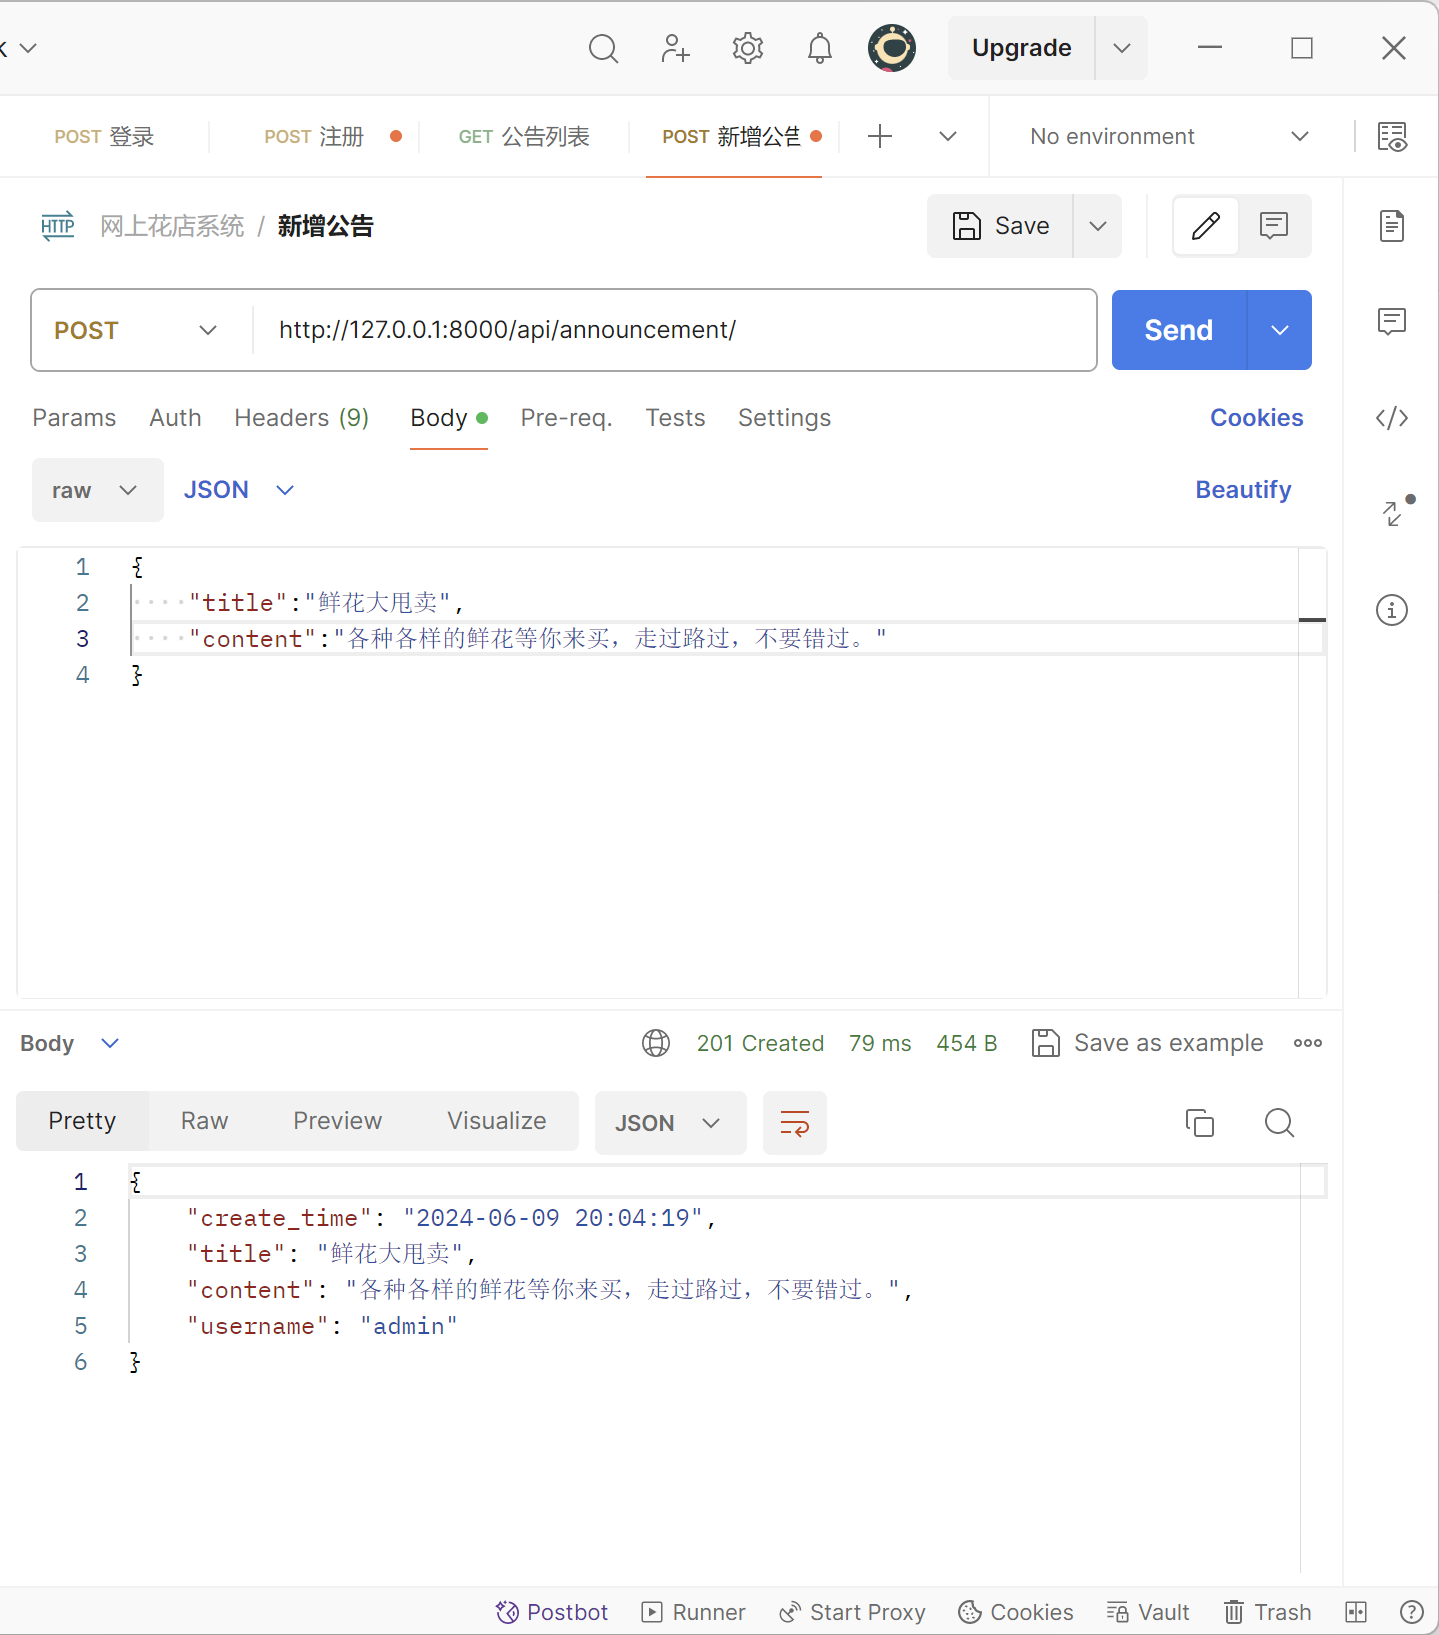 Upgrade
POST 登录
POST 注册
GET 公告列表
POST 新增公告
No environment
HTTP 网上花店系统 / 新增公告
Save
POST
http://127.0.0.1:8000/api/announcement/
Send
Params Auth Headers (9) Body Pre-req. Tests Settings Cookies
raw JSON Beautify
1 {
2 "title":"鲜花大甩卖",
3 "content":"各种各样的鲜花等你来买，走过路过，不要错过。"
4 }
Body 201 Created 79 ms 454 B Save as example
Pretty Raw Preview Visualize JSON
1 {
2 "create_time": "2024-06-09 20:04:19",
3 "title": "鲜花大甩卖",
4 "content": "各种各样的鲜花等你来买，走过路过，不要错过。",
5 "username": "admin"
6 }
Postbot Runner Start Proxy Cookies Vault Trash